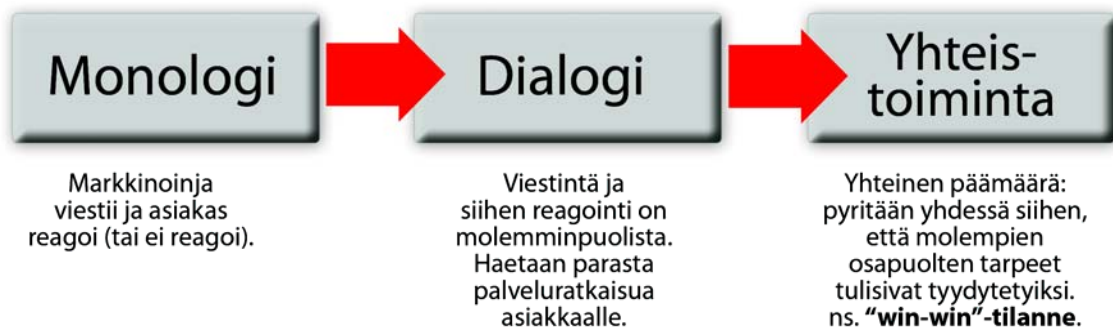 Monologi
Dialogi
Yhteis-
toiminta
Markkinoinja
viestii ja asiakas
reagoi (tai ei reagoi).
Viestintä ja
siihen reagointi on
molemminpuolista.
Haetaan parasta
palveluratkaisua
asiakkaalle.
Yhteinen päämäärä:
pyritään yhdessä siihen,
että molempien
osapuolten tarpeet
tulisivat tyydytetyiksi.
ns. “win-win”-tilanne.